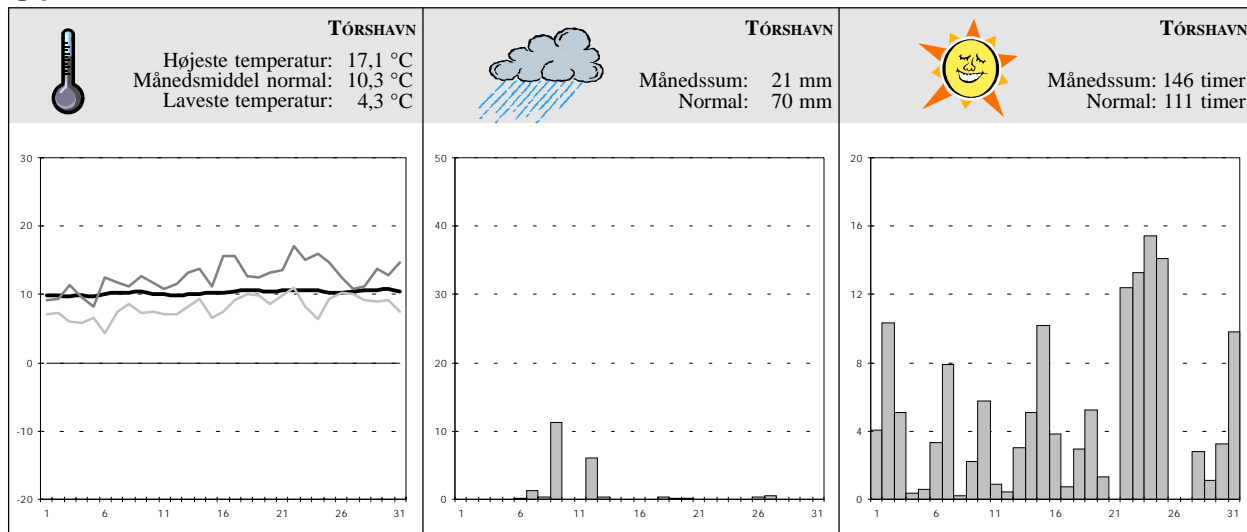 TÓRSHAVN
Højeste temperatur: 17,1 °C
Månedsmiddel normal: 10,3 °C
Laveste temperatur: 4,3 °C
30
20
10
0
-10
-20
1 6 11 16 21 26 31
TÓRSHAVN
Månedssum: 21 mm
Normal: 70 mm
50
40
30
20
10
0
1 6 11 16 21 26 31
TÓRSHAVN
Månedssum: 146 timer
Normal: 111 timer
20
16
12
8
4
0
1 6 11 16 21 26 31